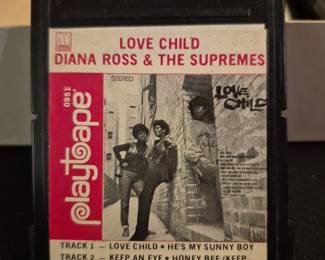 LOVE CHILD
DIANA ROSS & THE SUPREMES
STEREO
LOVE
CHILD
playtape
0951
TRACK 1 – LOVE CHILD • HE'S MY SUNNY BOY
TRACK 2 – KEEP AN EYE • HONEY BEE (KEEP